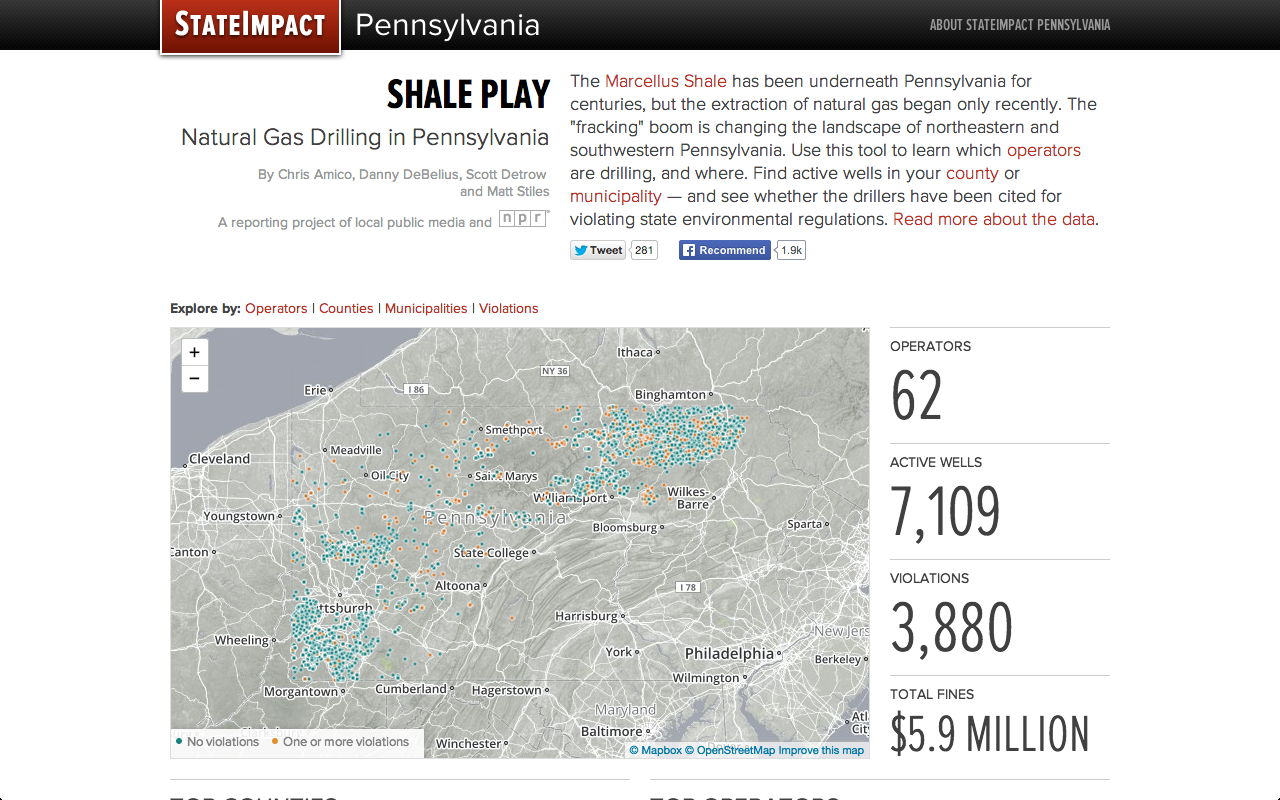 STATEIMPACT Pennsylvania
ABOUT STATEIMPACT PENNSYLVANIA
SHALE PLAY
Natural Gas Drilling in Pennsylvania
By Chris Amico, Danny DeBelius, Scott Detrow
and Matt Stiles
A reporting project of local public media and npr
The Marcellus Shale has been underneath Pennsylvania for
centuries, but the extraction of natural gas began only recently. The
"fracking" boom is changing the landscape of northeastern and
southwestern Pennsylvania. Use this tool to learn which operators
are drilling, and where. Find active wells in your county or
municipality — and see whether the drillers have been cited for
violating state environmental regulations. Read more about the data.
Tweet 281 Recommend 1.9k
Explore by: Operators | Counties | Municipalities | Violations
+
−
Ithaca
NY 36
Erie
I 86
Binghamton
Smethport
Meadville
Cleveland
Oil City
Saint Marys
Williamsport
Wilkes-
Barre
Youngstown
Pennsylvania
Bloomsburg
Sparta
Canton
State College
Altoona
I 78
Pittsburgh
Harrisburg
Wheeling
New Jers
York
Philadelphia
Berkeley
Wilmington
Morgantown
Cumberland
Hagerstown
Maryland
Baltimore
Atl
City
Winchester
No violations
One or more violations
© Mapbox © OpenStreetMap Improve this map
OPERATORS
62
ACTIVE WELLS
7,109
VIOLATIONS
3,880
TOTAL FINES
$5.9 MILLION
TOP COUNTIES
TOP OPERATORS